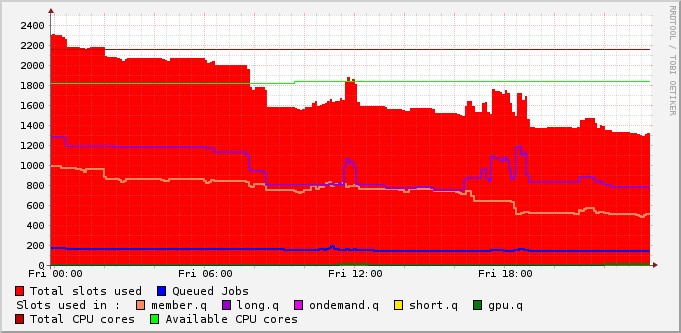 RRDTOOL / TOBI OETIKER
2400
2200
2000
1800
1600
1400
1200
1000
800
600
400
200
0
Fri 00:00 Fri 06:00 Fri 12:00 Fri 18:00
Total slots used Queued Jobs
Slots used in : member.q long.q ondemand.q short.q gpu.q
Total CPU cores Available CPU cores